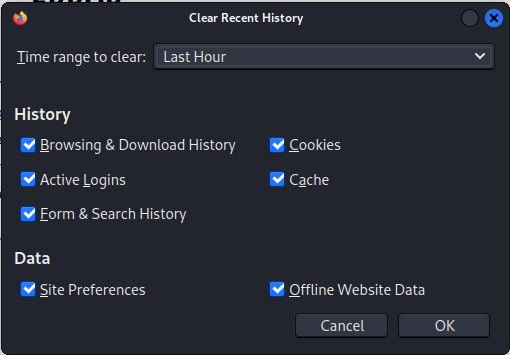 Clear Recent History
Time range to clear: Last Hour
History
Browsing & Download History Cookies
Active Logins Cache
Form & Search History
Data
Site Preferences Offline Website Data
Cancel OK